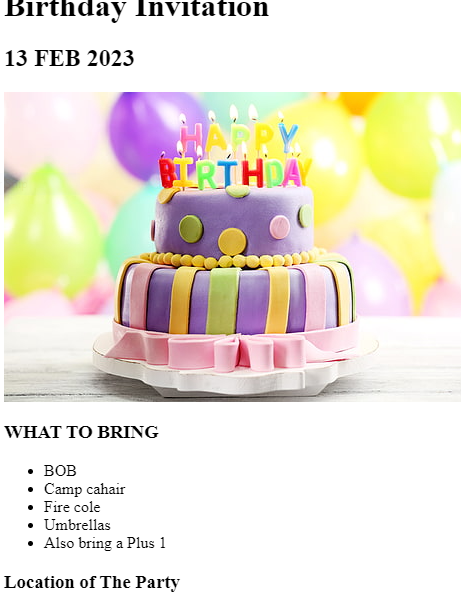 Birthday Invitation
13 FEB 2023
HAPPY
BIRTHDAY
WHAT TO BRING
BOB
Camp cahair
Fire cole
Umbrellas
Also bring a Plus 1
Location of The Party